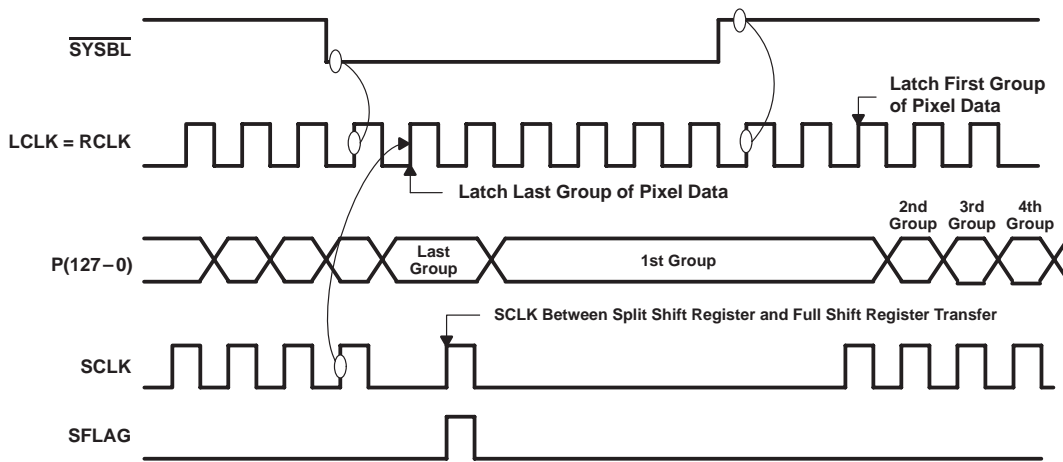 SYSBL
Latch First Group
of Pixel Data
LCLK = RCLK
Latch Last Group of Pixel Data
2nd
Group
3rd
Group
4th
Group
P(127–0)
Last
Group
1st Group
SCLK Between Split Shift Register and Full Shift Register Transfer
SCLK
SFLAG